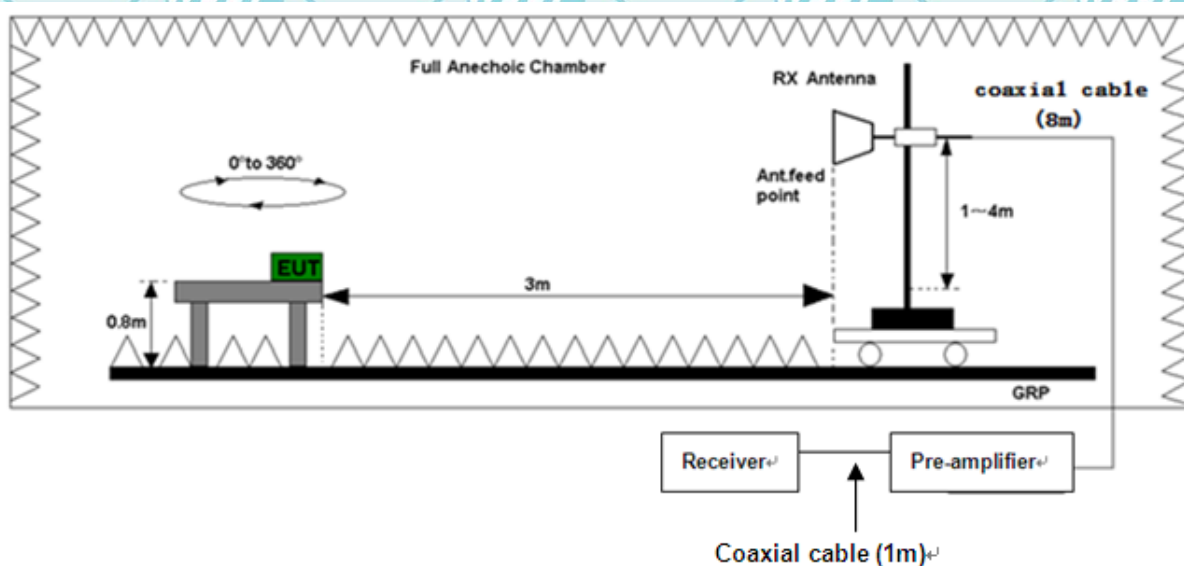 Full Anechoic Chamber
RX Antenna
coaxial cable
(8m)
0°to 360°
Ant.feed
point
1～4m
EUT
3m
0.8m
GRP
Receiver↵
Pre-amplifier↵
Coaxial cable (1m)↵